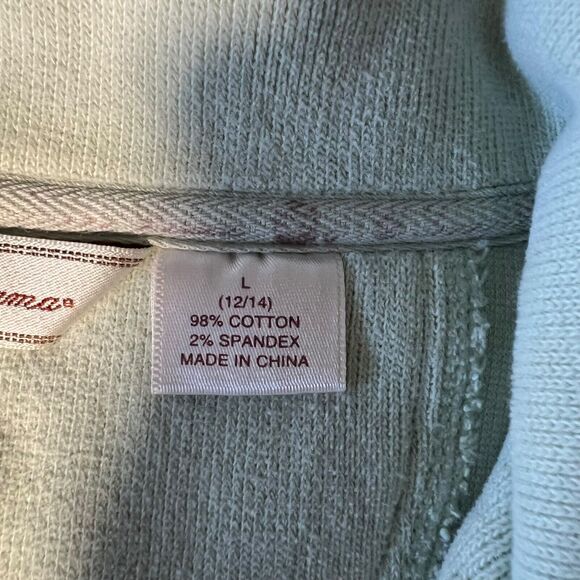 L
(12/14)
98% COTTON
2% SPANDEX
MADE IN CHINA